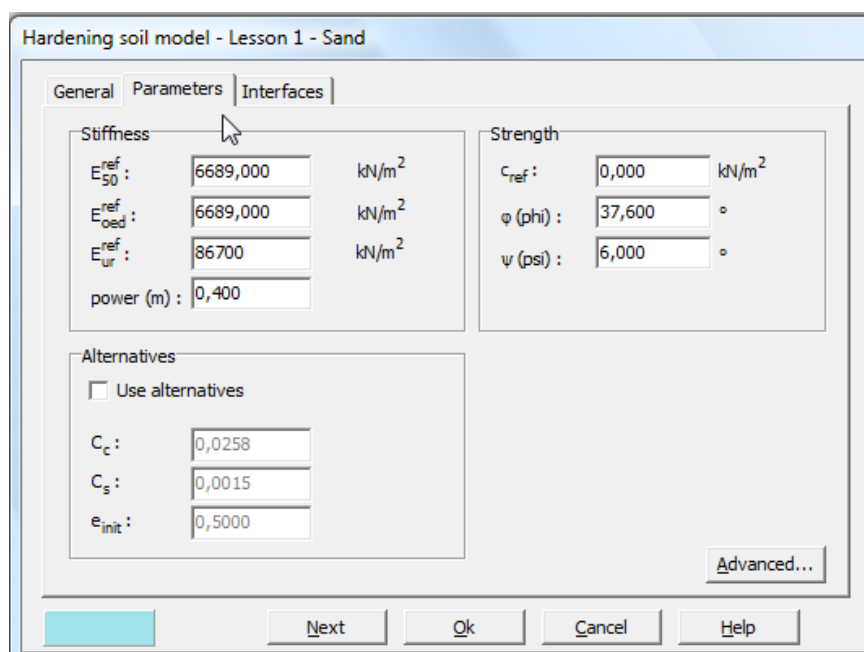 Hardening soil model - Lesson 1 - Sand
General Parameters Interfaces
Stiffness
E50ref : 6689,000 kN/m²
Eoedref : 6689,000 kN/m²
Eurref : 86700 kN/m²
power (m) : 0,400
Strength
cref : 0,000 kN/m²
φ (phi) : 37,600 °
ψ (psi) : 6,000 °
Alternatives
Use alternatives
Cc : 0,0258
Cs : 0,0015
einit : 0,5000
Advanced...
Next Ok Cancel Help